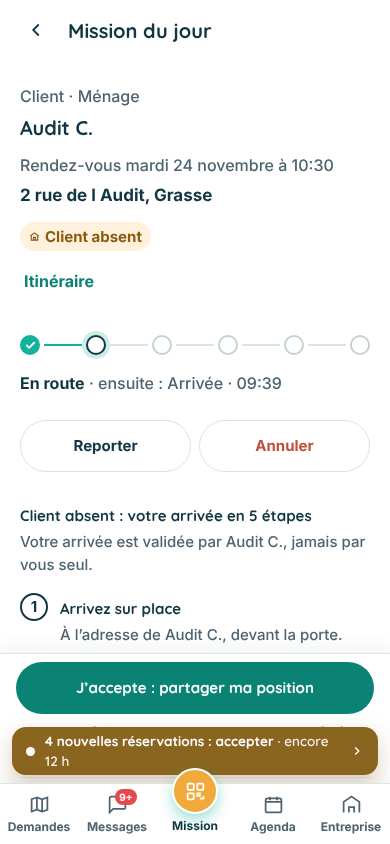 Mission du jour
Client · Ménage
Audit C.
Rendez-vous mardi 24 novembre à 10:30
2 rue de l Audit, Grasse
Client absent
Itinéraire
En route · ensuite : Arrivée · 09:39
Reporter
Annuler
Client absent : votre arrivée en 5 étapes
Votre arrivée est validée par Audit C., jamais par
vous seul.
1
Arrivez sur place
À l’adresse de Audit C., devant la porte.
J’accepte : partager ma position
4 nouvelles réservations : accepter · encore
12 h
9+
Demandes
Messages
Mission
Agenda
Entreprise